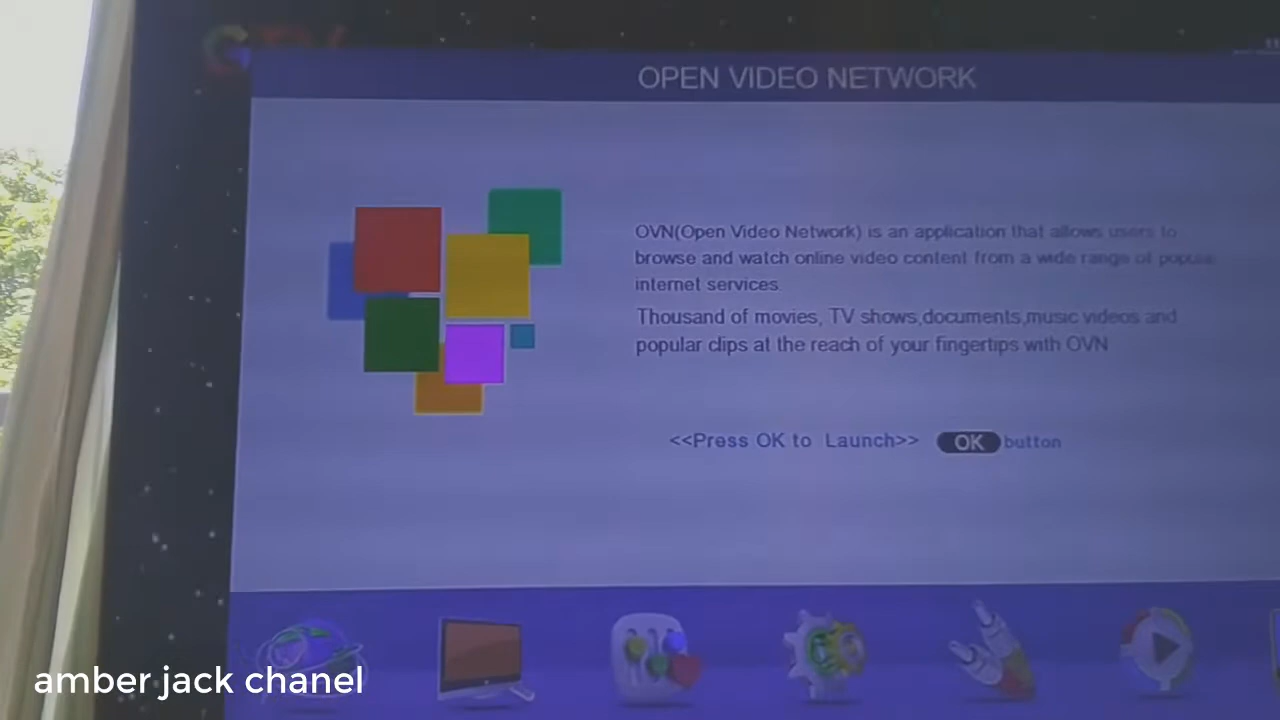 OPEN VIDEO NETWORK
OVN(Open Video Network) is an application that allows users to
browse and watch online video content from a wide range of popular
internet services.
Thousand of movies, TV shows,documents,music videos and
popular clips at the reach of your fingertips with OVN
<<Press OK to Launch>> OK button
amber jack chanel